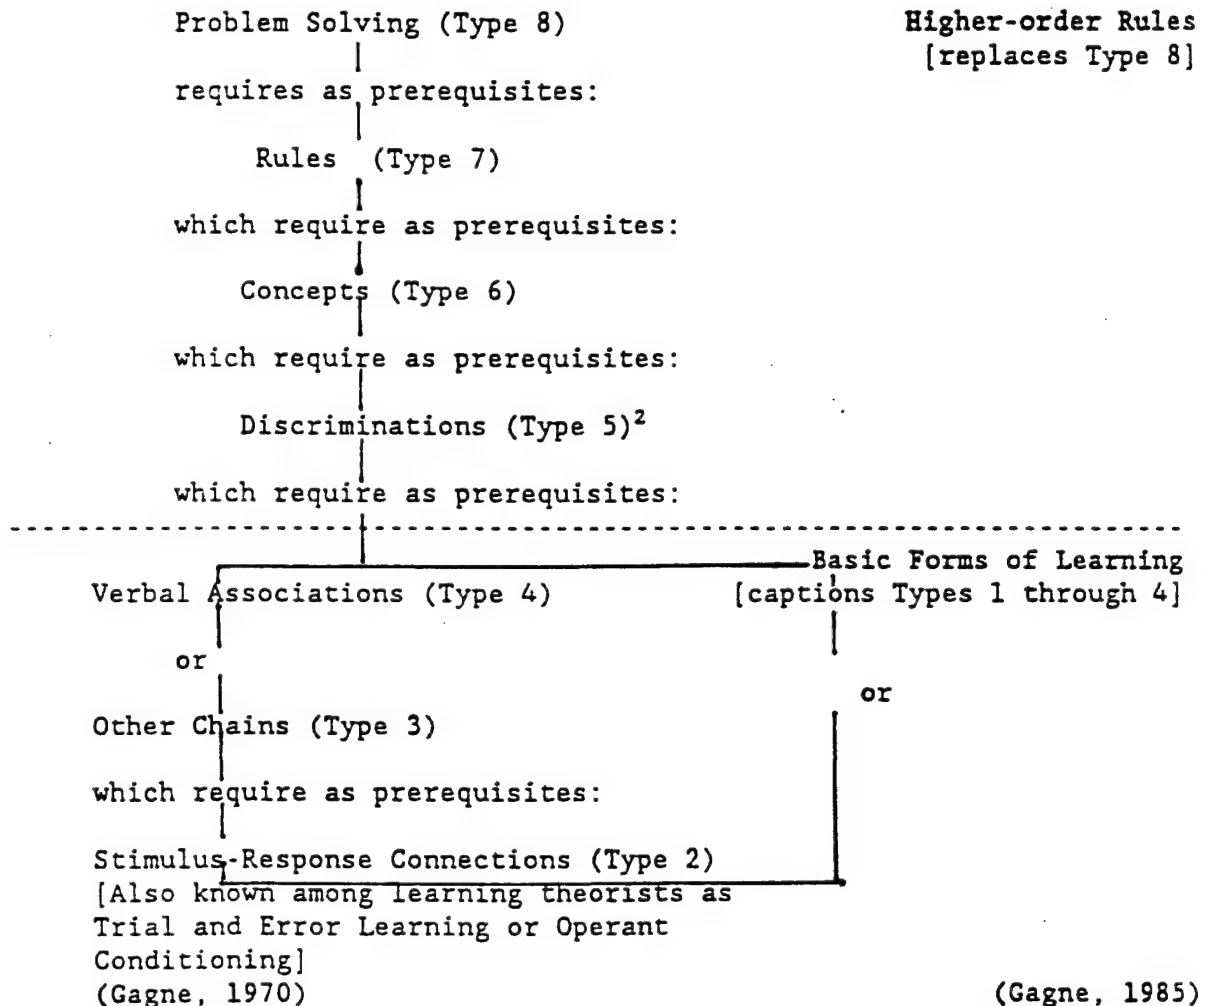 Problem Solving (Type 8)
Higher-order Rules
[replaces Type 8]
requires as prerequisites:
Rules (Type 7)
which require as prerequisites:
Concepts (Type 6)
which require as prerequisites:
Discriminations (Type 5)²
which require as prerequisites:
Basic Forms of Learning
Verbal Associations (Type 4)
[captions Types 1 through 4]
or
or
Other Chains (Type 3)
which require as prerequisites:
Stimulus-Response Connections (Type 2)
[Also known among learning theorists as
Trial and Error Learning or Operant
Conditioning]
(Gagne, 1970)
(Gagne, 1985)